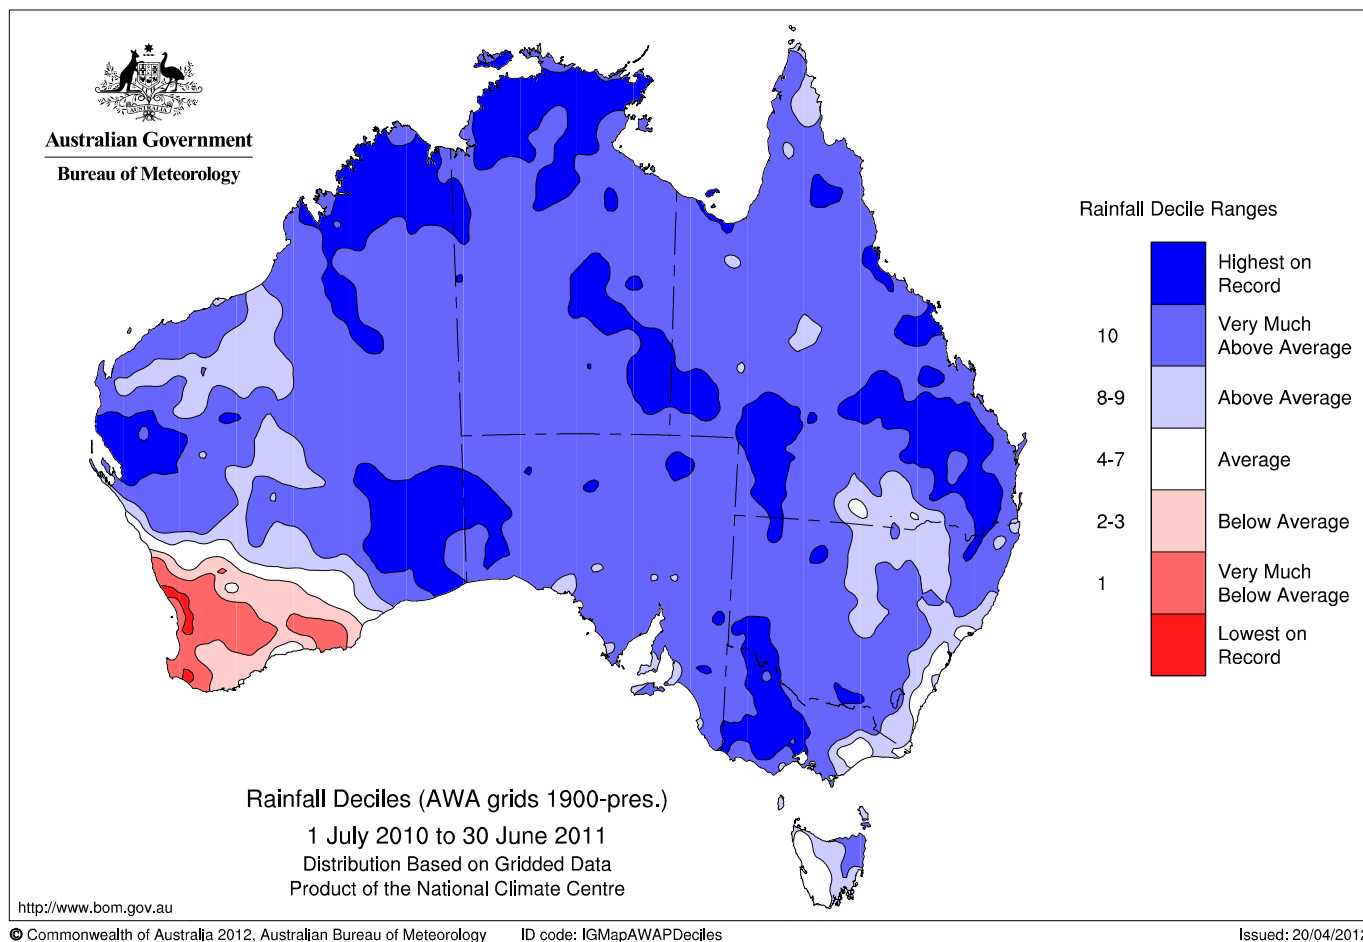 AUSTRALIA
Australian Government
Bureau of Meteorology
Rainfall Decile Ranges
Highest on
Record
10
Very Much
Above Average
8-9
Above Average
4-7
Average
2-3
Below Average
1
Very Much
Below Average
Lowest on
Record
Rainfall Deciles (AWA grids 1900-pres.)
1 July 2010 to 30 June 2011
Distribution Based on Gridded Data
Product of the National Climate Centre
http://www.bom.gov.au
© Commonwealth of Australia 2012, Australian Bureau of Meteorology
ID code: IGMapAWAPDeciles
Issued: 20/04/2012